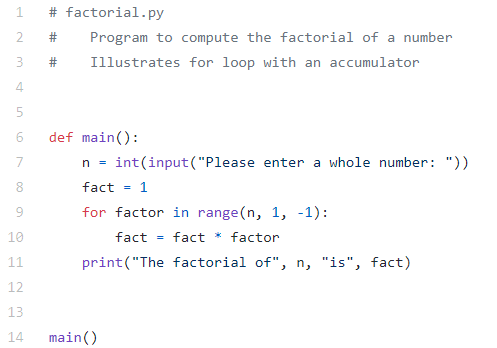 1 # factorial.py
2 #    Program to compute the factorial of a number
3 #    Illustrates for loop with an accumulator
4
5
6 def main():
7     n = int(input("Please enter a whole number: "))
8     fact = 1
9     for factor in range(n, 1, -1):
10         fact = fact * factor
11     print("The factorial of", n, "is", fact)
12
13
14 main()